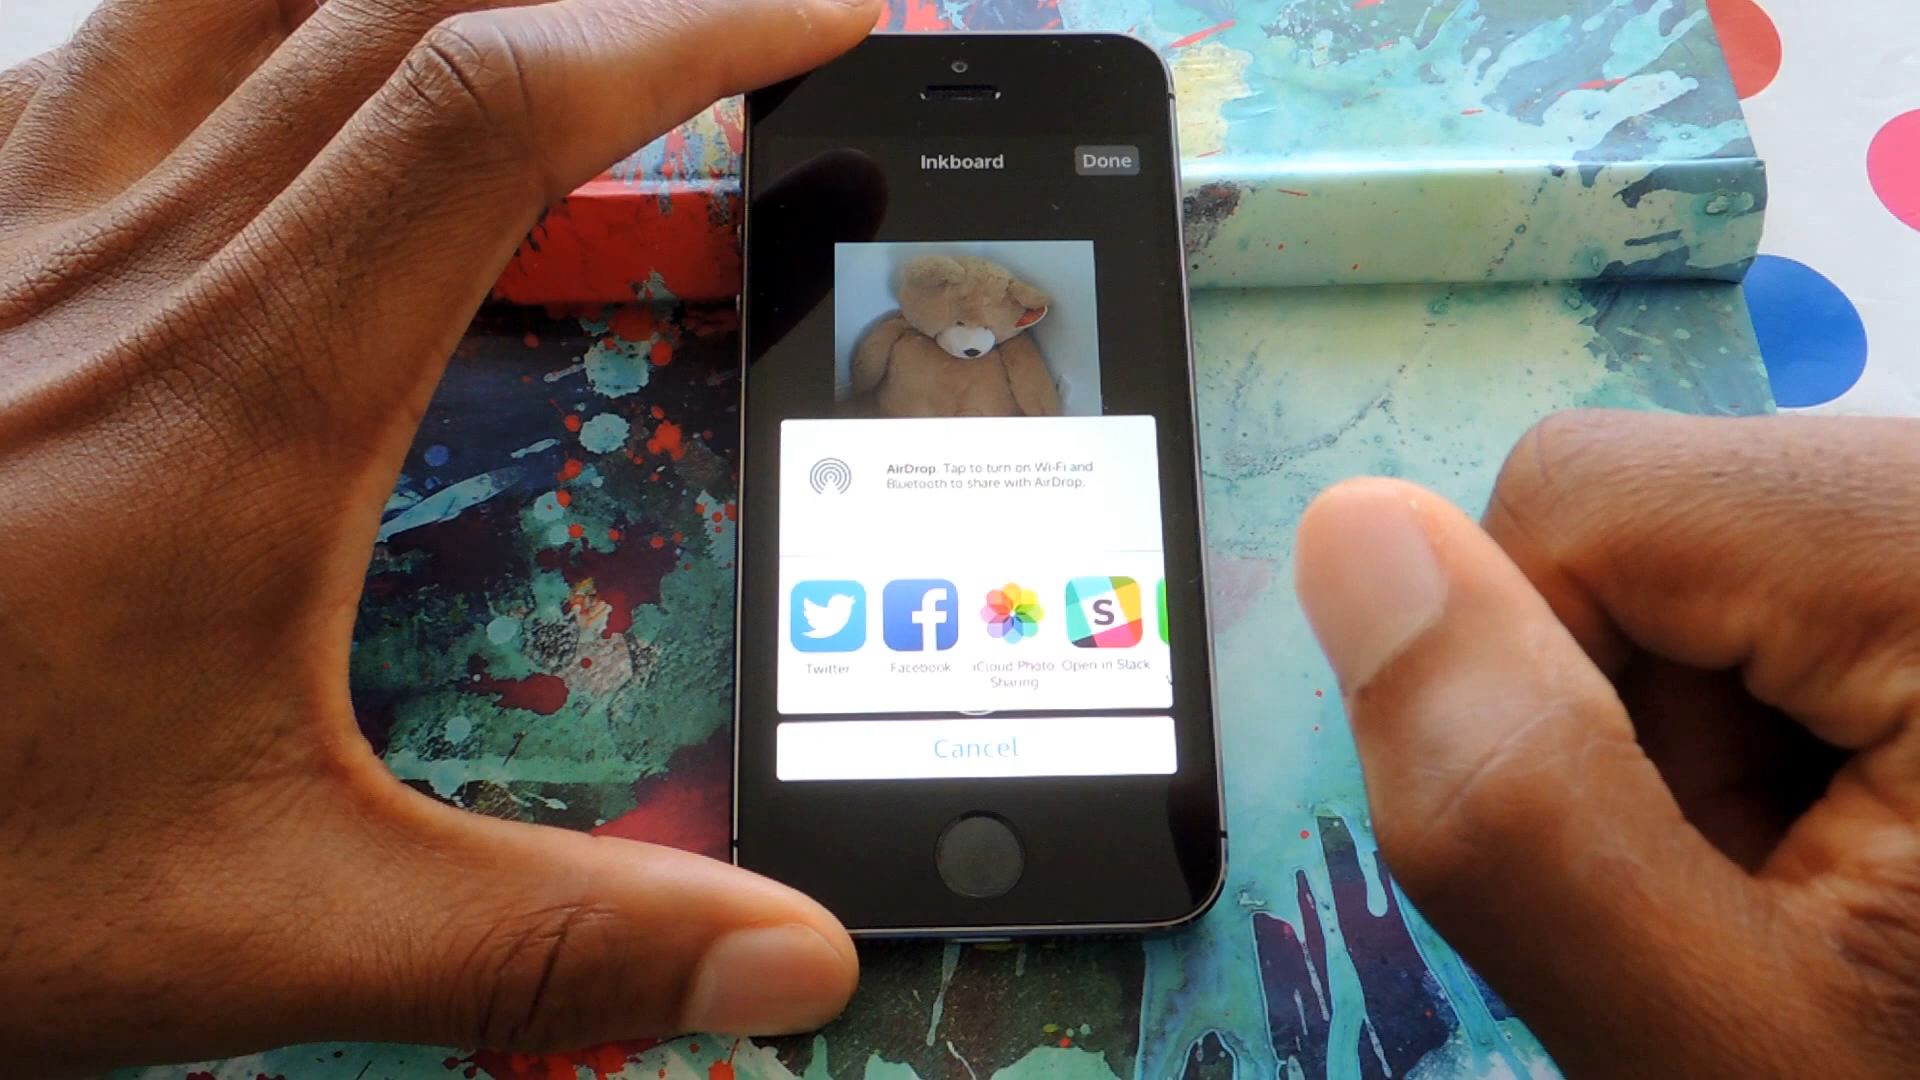 Inkboard
Done
AirDrop. Tap to turn on Wi-Fi and
Bluetooth to share with AirDrop.
Twitter
Facebook
iCloud Photo
Sharing
S
Open in Slack
Cancel